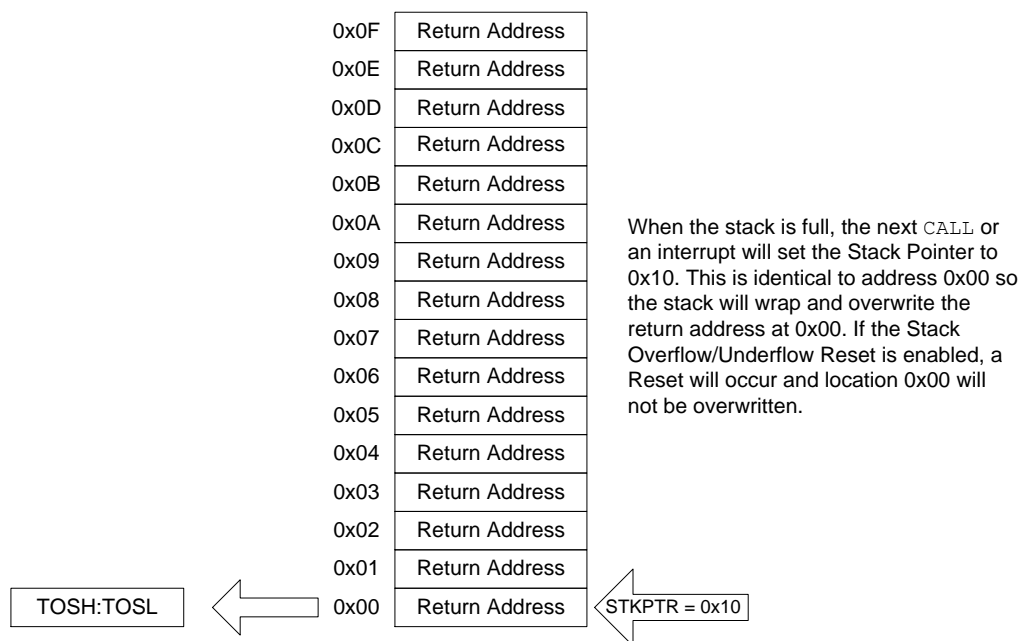 0x0F Return Address
0x0E Return Address
0x0D Return Address
0x0C Return Address
0x0B Return Address
0x0A Return Address
0x09 Return Address
0x08 Return Address
0x07 Return Address
0x06 Return Address
0x05 Return Address
0x04 Return Address
0x03 Return Address
0x02 Return Address
0x01 Return Address
TOSH:TOSL 0x00 Return Address STKPTR = 0x10
When the stack is full, the next CALL or
an interrupt will set the Stack Pointer to
0x10. This is identical to address 0x00 so
the stack will wrap and overwrite the
return address at 0x00. If the Stack
Overflow/Underflow Reset is enabled, a
Reset will occur and location 0x00 will
not be overwritten.